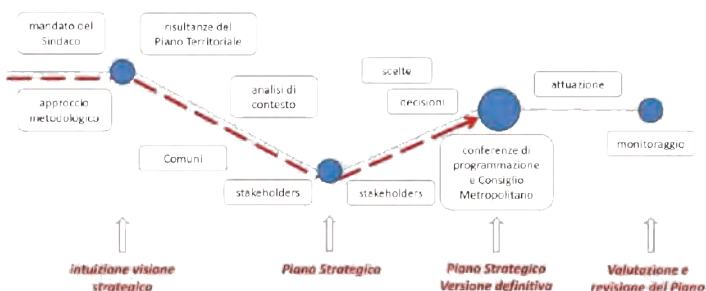 mandato del
Sindaco
risultanze del
Piano Territoriale
approccio
metodologico
analisi di
contesto
Comuni
stakeholders
scelte
decisioni
stakeholders
conferenze di
programmazione
e Consiglio
Metropolitano
attuazione
monitoraggio
intuizione visione
strategico
Piano Strategico
Piano Strategico
Versione definitiva
Valutazione e
revisione del Piano